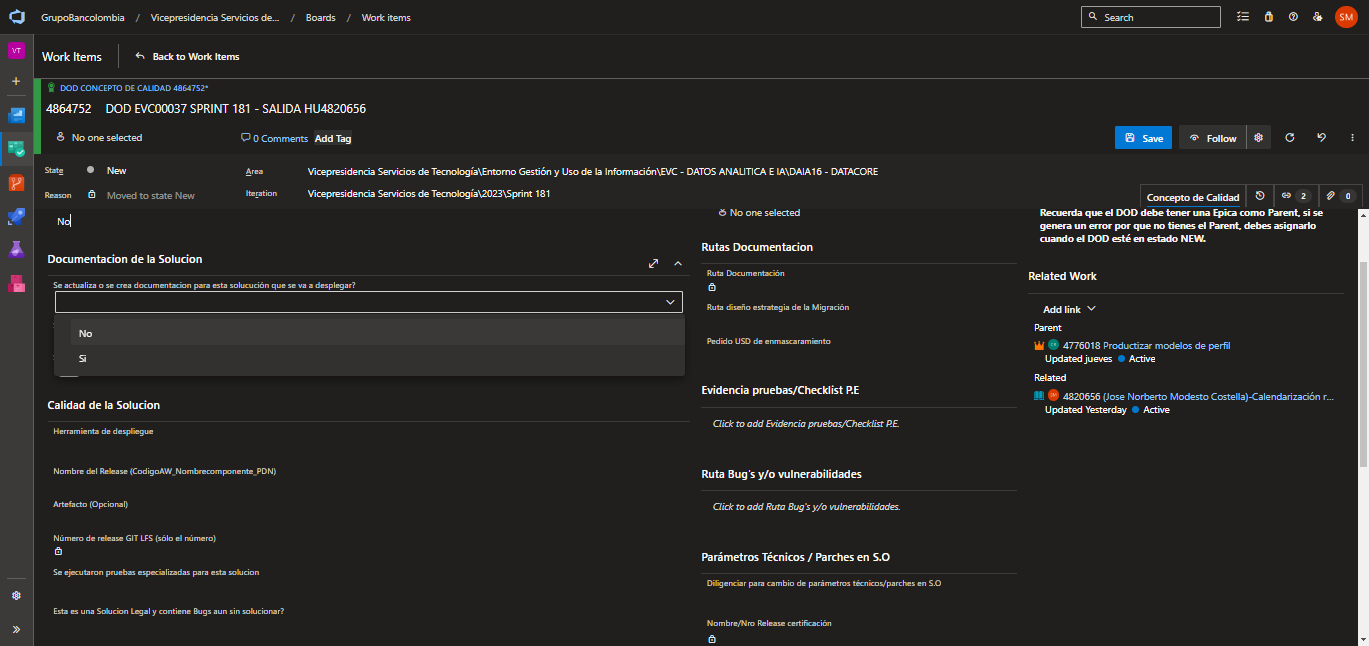 GrupoBancolombia / Vicepresidencia Servicios de... / Boards / Work items
Search
SM
VT
Work Items
Back to Work Items
DOD CONCEPTO DE CALIDAD 4864752*
4864752 DOD EVC00037 SPRINT 181 - SALIDA HU4820656
No one selected
0 Comments
Add Tag
Save
Follow
State
New
Area
Vicepresidencia Servicios de Tecnología\Entorno Gestión y Uso de la Información\EVC - DATOS ANALITICA E IA\DAIA16 - DATACORE
Reason
Moved to state New
Iteration
Vicepresidencia Servicios de Tecnología\2023\Sprint 181
Concepto de Calidad
2
0
No
Documentacion de la Solucion
Se actualiza o se crea documentacion para esta solucución que se va a desplegar?
No
Si
Calidad de la Solucion
Herramienta de despliegue
Nombre del Release (CodigoAW_Nombrecomponente_PDN)
Artefacto (Opcional)
Número de release GIT LFS (sólo el número)
Se ejecutaron pruebas especializadas para esta solucion
Esta es una Solucion Legal y contiene Bugs aun sin solucionar?
No one selected
Rutas Documentacion
Ruta Documentación
Ruta diseño estrategia de la Migración
Pedido USD de enmascaramiento
Evidencia pruebas/Checklist P.E
Click to add Evidencia pruebas/Checklist P.E.
Ruta Bug's y/o vulnerabilidades
Click to add Ruta Bug's y/o vulnerabilidades.
Parámetros Técnicos / Parches en S.O
Diligenciar para cambio de parámetros técnicos/parches en S.O
Nombre/Nro Release certificación
Recuerda que el DOD debe tener una Epica como Parent, si se
genera un error por que no tienes el Parent, debes asignarlo
cuando el DOD esté en estado NEW.
Related Work
Add link
Parent
4776018 Productizar modelos de perfil
Updated jueves
Active
Related
SM
4820656 (Jose Norberto Modesto Costella)-Calendarización r...
Updated Yesterday
Active